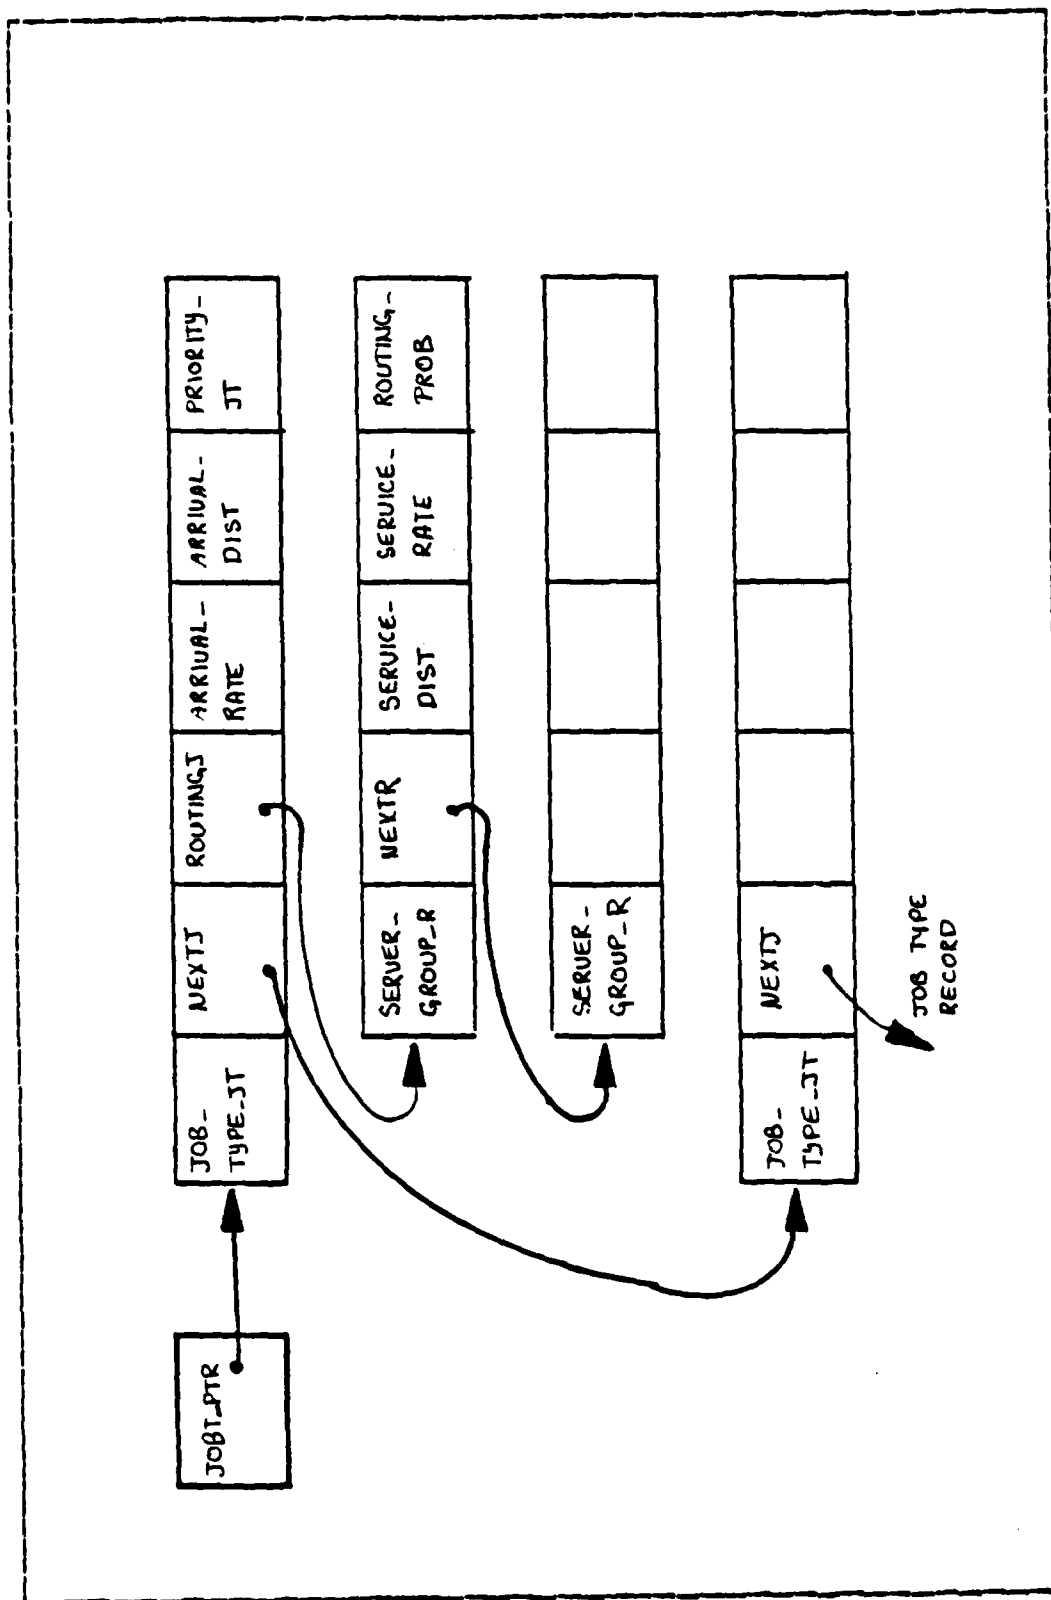 JOBT_PTR
JOB_
TYPE_JT
NEXTJ
ROUTINGJ
ARRIVAL_
RATE
ARRIVAL_
DIST
PRIORITY_
JT
SERVER_
GROUP_R
NEXTR
SERVICE_
DIST
SERVICE_
RATE
ROUTING_
PROB
SERVER_
GROUP_R
JOB_
TYPE_JT
NEXTJ
JOB TYPE
RECORD